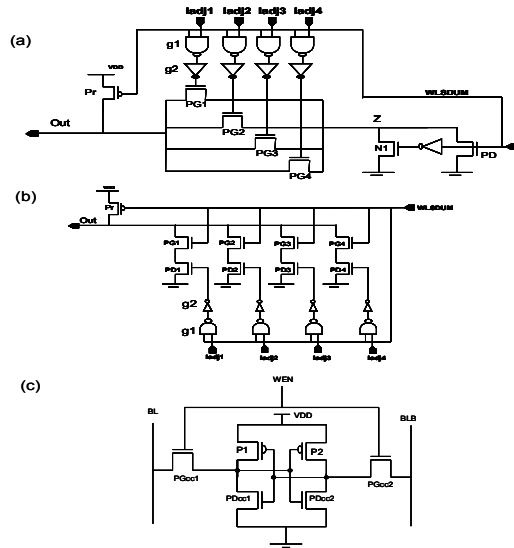 (a)
Iadj1 Iadj2 Iadj3 Iadj4
g1
g2
VDD
Pr
PG1
WLSDUM
Out
PG2
Z
N1
PD
PG3
PG4
(b)
Pr
WLSDUM
Out
PG1 PG2 PG3 PG4
PD1 PD2 PD3 PD4
g2
g1
Iadj1 Iadj2 Iadj3 Iadj4
(c)
WEN
BL
VDD
BLB
P1
P2
PGcc1
PGcc2
PDcc1
PDcc2